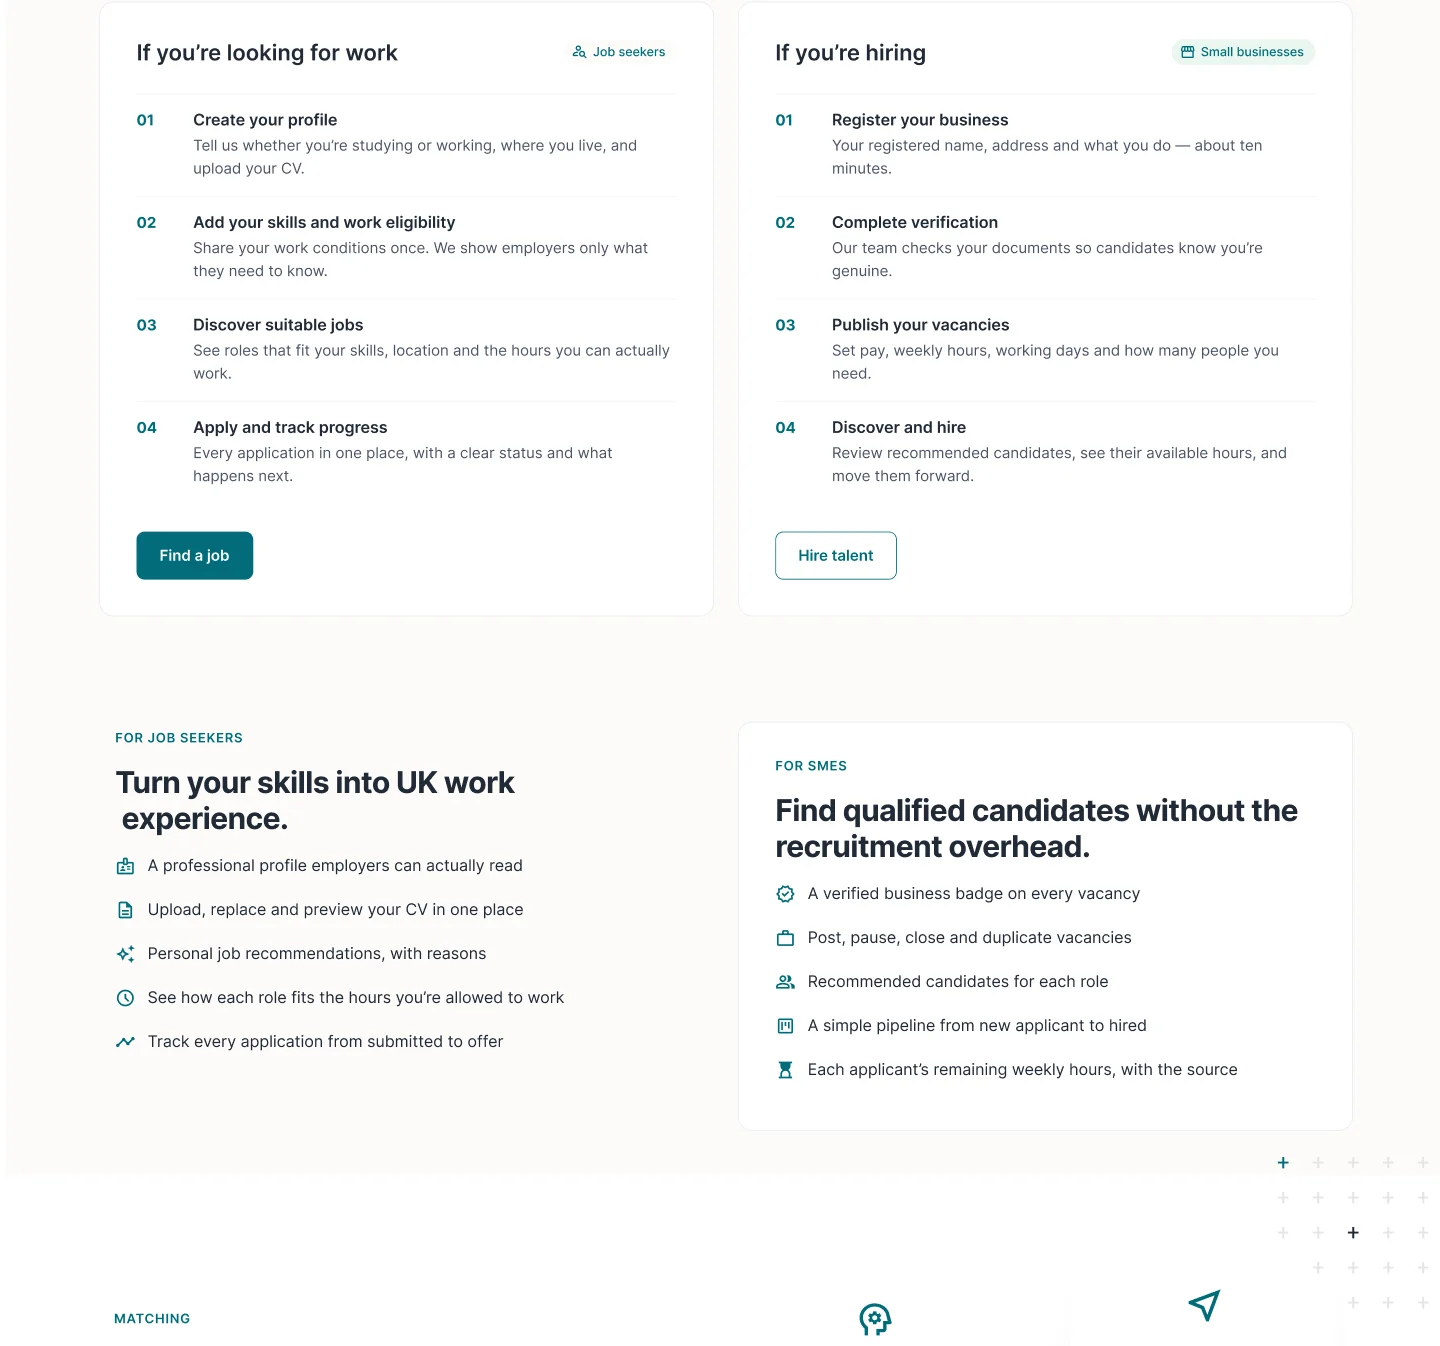 If you’re looking for work
Job seekers
01
Create your profile
Tell us whether you’re studying or working, where you live, and
upload your CV.
02
Add your skills and work eligibility
Share your work conditions once. We show employers only what
they need to know.
03
Discover suitable jobs
See roles that fit your skills, location and the hours you can actually
work.
04
Apply and track progress
Every application in one place, with a clear status and what
happens next.
Find a job
If you’re hiring
Small businesses
01
Register your business
Your registered name, address and what you do — about ten
minutes.
02
Complete verification
Our team checks your documents so candidates know you’re
genuine.
03
Publish your vacancies
Set pay, weekly hours, working days and how many people you
need.
04
Discover and hire
Review recommended candidates, see their available hours, and
move them forward.
Hire talent
FOR JOB SEEKERS
Turn your skills into UK work
experience.
A professional profile employers can actually read
Upload, replace and preview your CV in one place
Personal job recommendations, with reasons
See how each role fits the hours you’re allowed to work
Track every application from submitted to offer
FOR SMES
Find qualified candidates without the
recruitment overhead.
A verified business badge on every vacancy
Post, pause, close and duplicate vacancies
Recommended candidates for each role
A simple pipeline from new applicant to hired
Each applicant’s remaining weekly hours, with the source
MATCHING